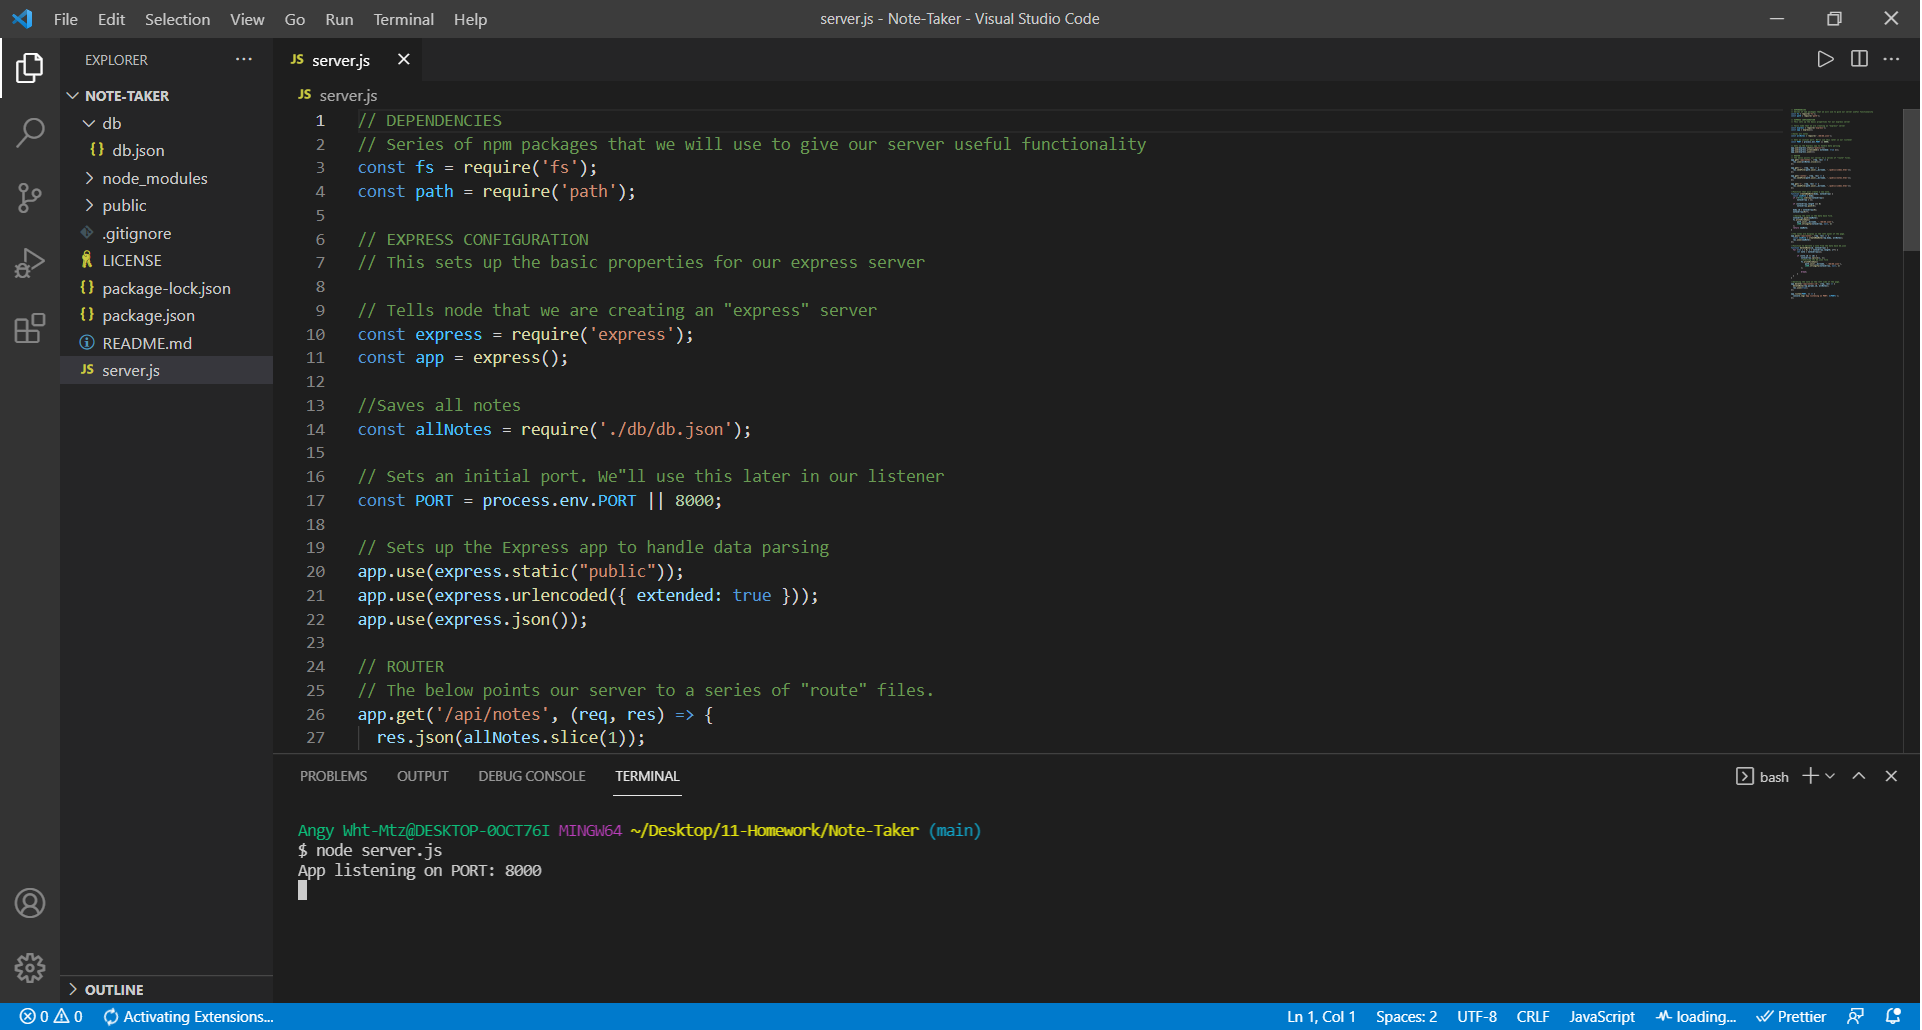 File Edit Selection View Go Run Terminal Help
server.js - Note-Taker - Visual Studio Code
EXPLORER
NOTE-TAKER
db
{} db.json
node_modules
public
.gitignore
LICENSE
{} package-lock.json
{} package.json
README.md
JS server.js
OUTLINE
JS server.js
JS server.js
1 // DEPENDENCIES
2 // Series of npm packages that we will use to give our server useful functionality
3 const fs = require('fs');
4 const path = require('path');
5
6 // EXPRESS CONFIGURATION
7 // This sets up the basic properties for our express server
8
9 // Tells node that we are creating an "express" server
10 const express = require('express');
11 const app = express();
12
13 //Saves all notes
14 const allNotes = require('./db/db.json');
15
16 // Sets an initial port. We"ll use this later in our listener
17 const PORT = process.env.PORT || 8000;
18
19 // Sets up the Express app to handle data parsing
20 app.use(express.static("public"));
21 app.use(express.urlencoded({ extended: true }));
22 app.use(express.json());
23
24 // ROUTER
25 // The below points our server to a series of "route" files.
26 app.get('/api/notes', (req, res) => {
27 res.json(allNotes.slice(1));
PROBLEMS OUTPUT DEBUG CONSOLE TERMINAL
bash
Angy Wht-Mtz@DESKTOP-0OCT76I MINGW64 ~/Desktop/11-Homework/Note-Taker (main)
$ node server.js
App listening on PORT: 8000
0 0 Activating Extensions...
Ln 1, Col 1 Spaces: 2 UTF-8 CRLF JavaScript loading... Prettier